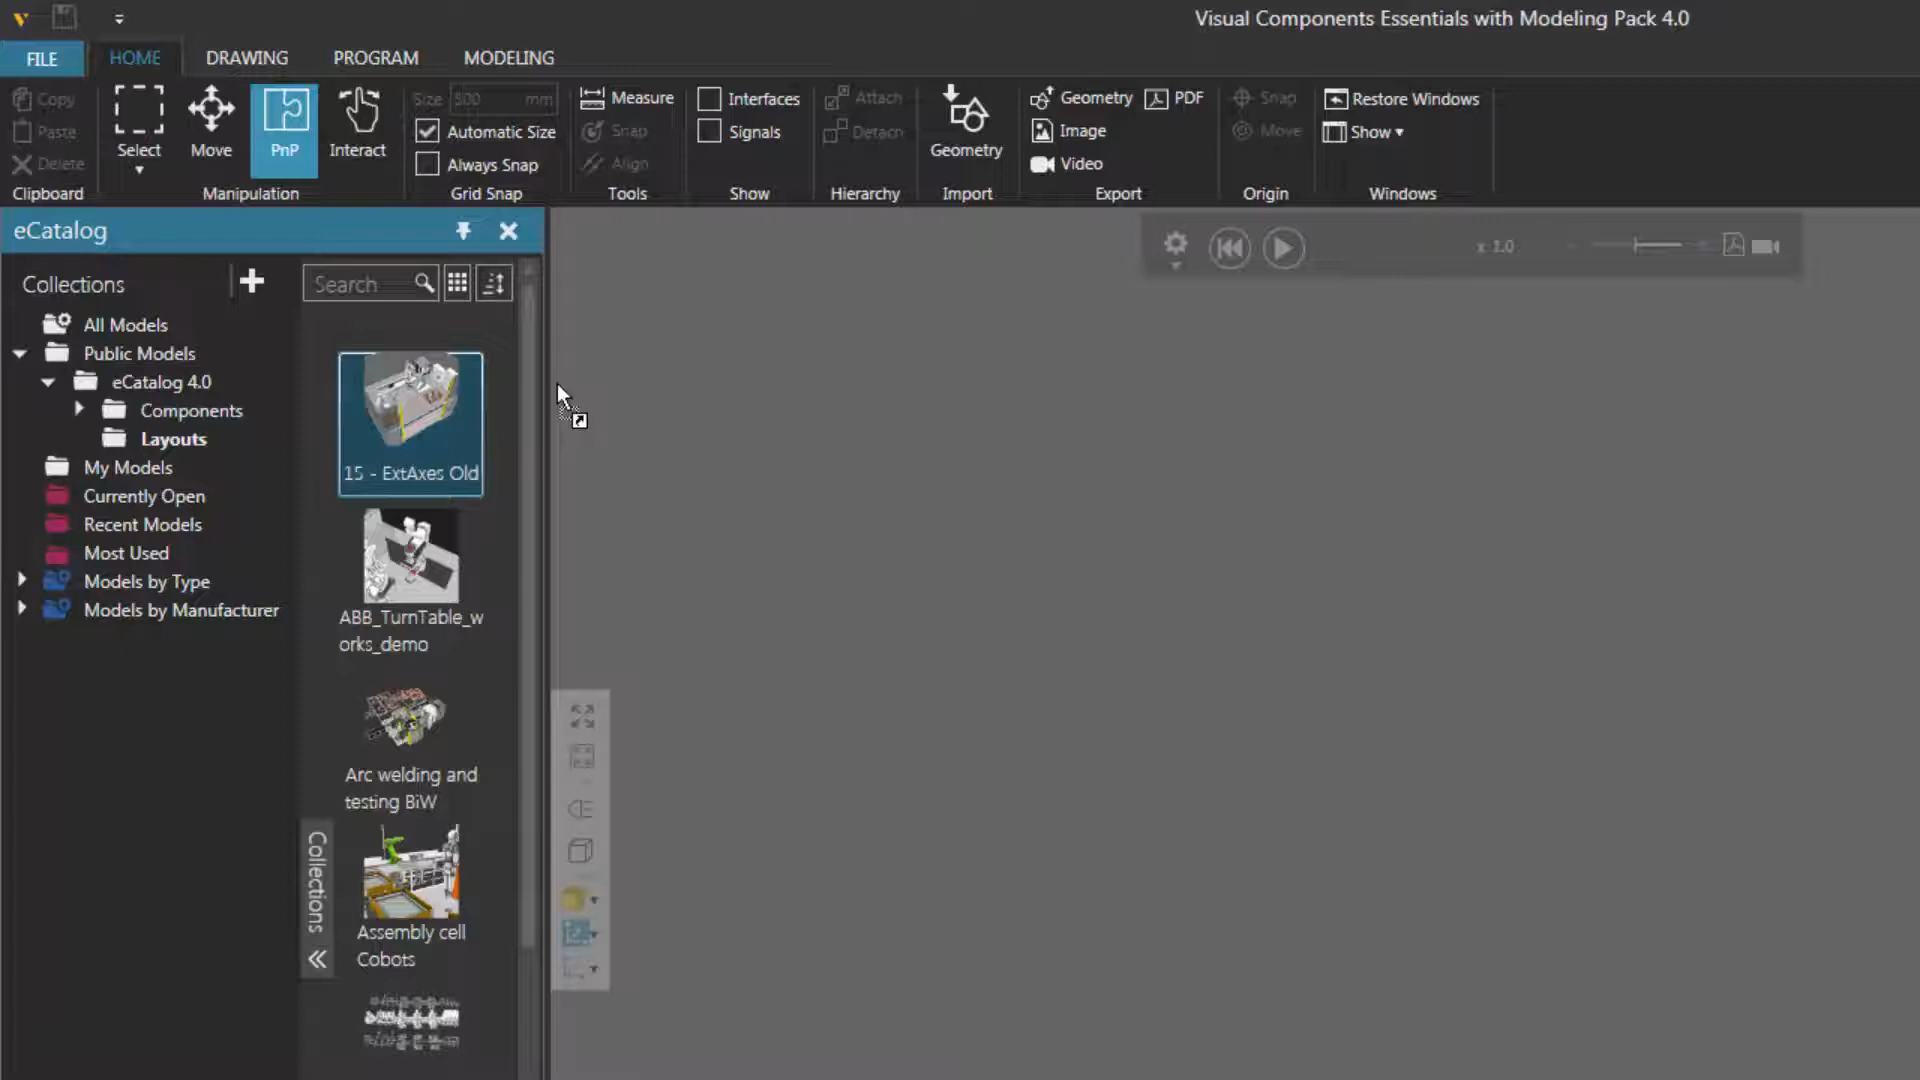 Visual Components Essentials with Modeling Pack 4.0
FILE HOME DRAWING PROGRAM MODELING
Copy
Paste
Delete
Clipboard
Select
Move
PnP
Interact
Manipulation
Size 500 mm
Automatic Size
Always Snap
Grid Snap
Measure
Snap
Align
Tools
Interfaces
Signals
Show
Attach
Detach
Hierarchy
Geometry
Import
Geometry PDF
Image
Video
Export
Snap
Move
Origin
Restore Windows
Show
Windows
eCatalog
Collections
All Models
Public Models
eCatalog 4.0
Components
Layouts
My Models
Currently Open
Recent Models
Most Used
Models by Type
Models by Manufacturer
Search
15 - ExtAxes Old
ABB_TurnTable_w
orks_demo
Arc welding and
testing BiW
Assembly cell
Cobots
Collections
x 1.0